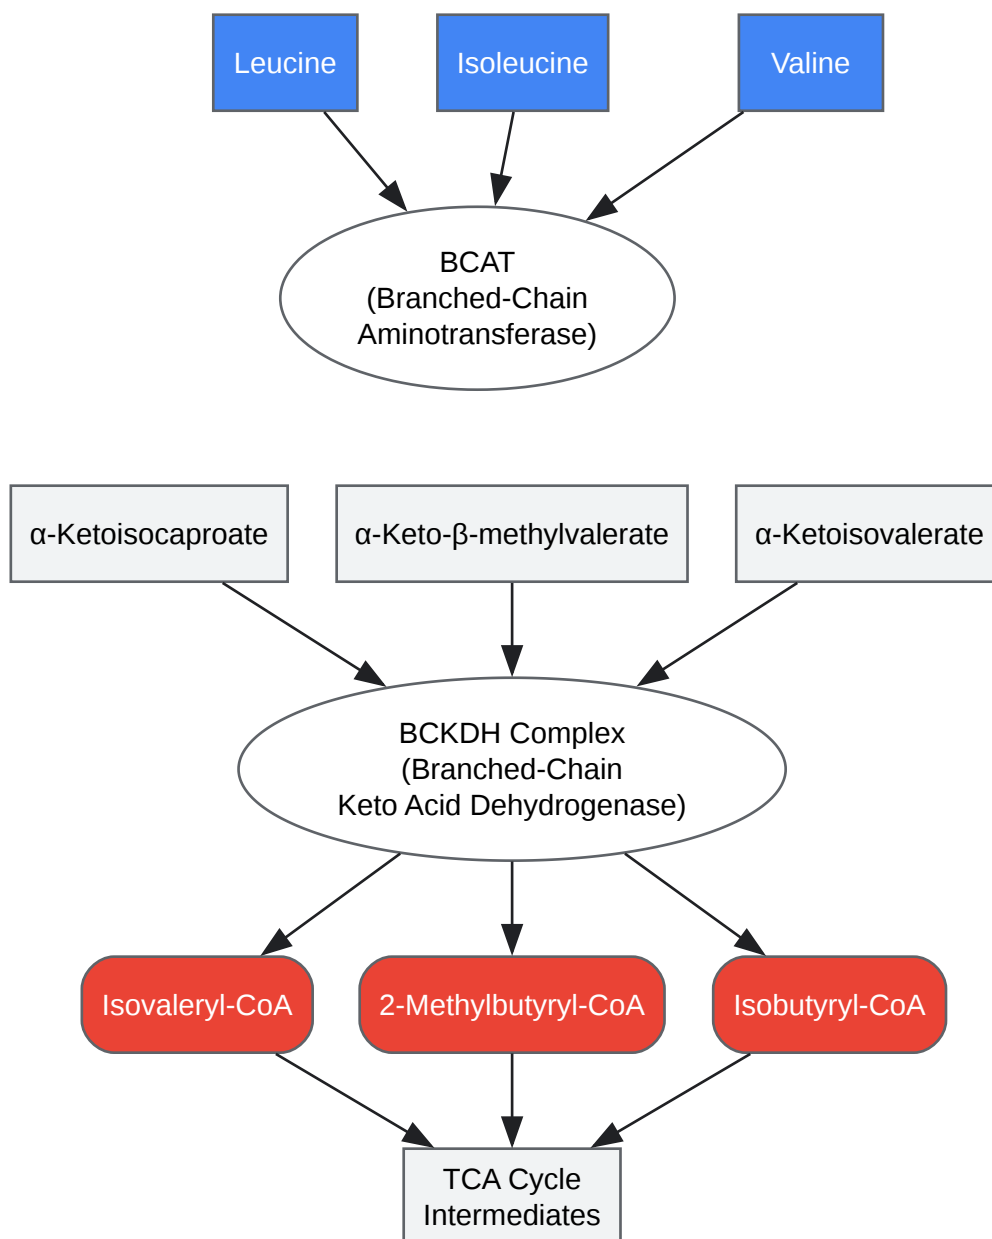 Leucine
Isoleucine
Valine
BCAT
(Branched-Chain
Aminotransferase)
α-Ketoisocaproate
α-Keto-β-methylvalerate
α-Ketoisovalerate
BCKDH Complex
(Branched-Chain
Keto Acid Dehydrogenase)
Isovaleryl-CoA
2-Methylbutyryl-CoA
Isobutyryl-CoA
TCA Cycle
Intermediates